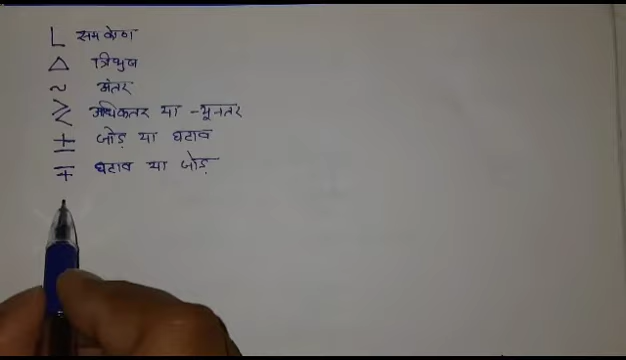 ∟ समकोण
△ त्रिभुज
~ अंतर
≷ अधिकतर या न्यूनतर
± जोड़ या घटाव
∓ घटाव या जोड़